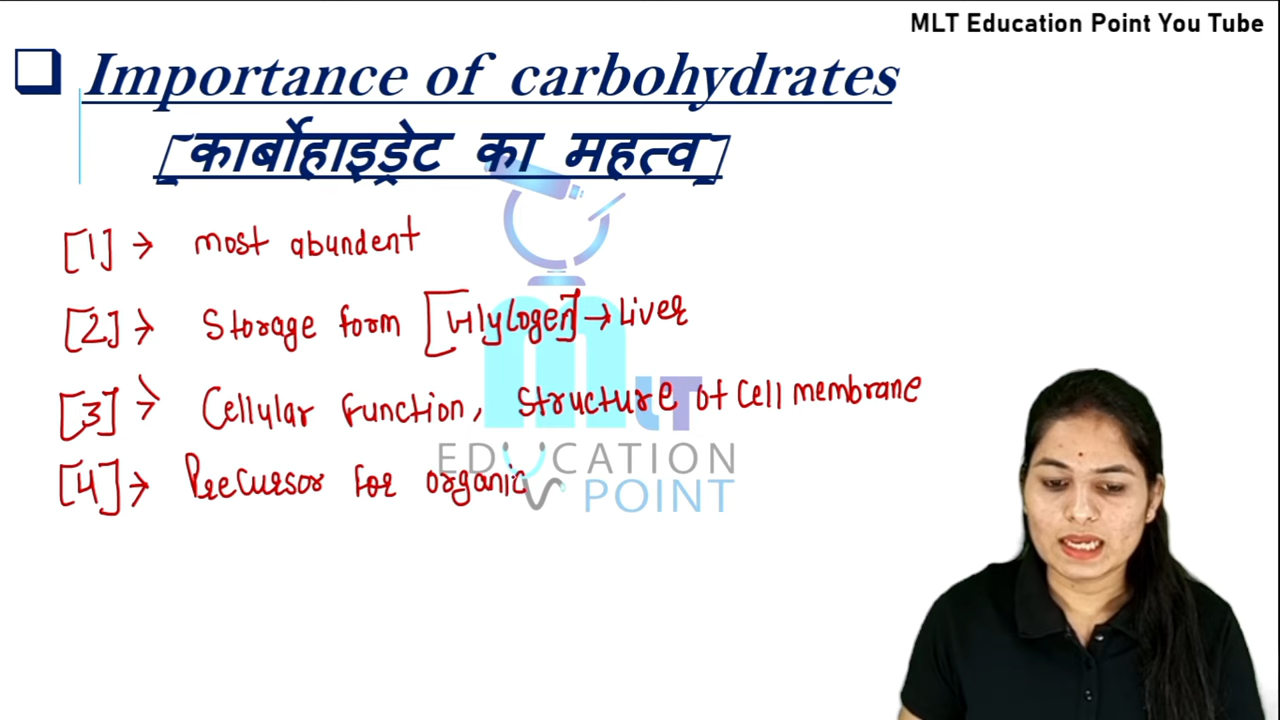 MLT Education Point You Tube
Importance of carbohydrates
[कार्बोहाइड्रेट का महत्व]
[1] → most abundent
[2] → Storage form [Glycogen] → Liver
[3] → Cellular function, Structure of Cell membrane
[4] → Precursor for organic
MLT
EDUCATION
POINT